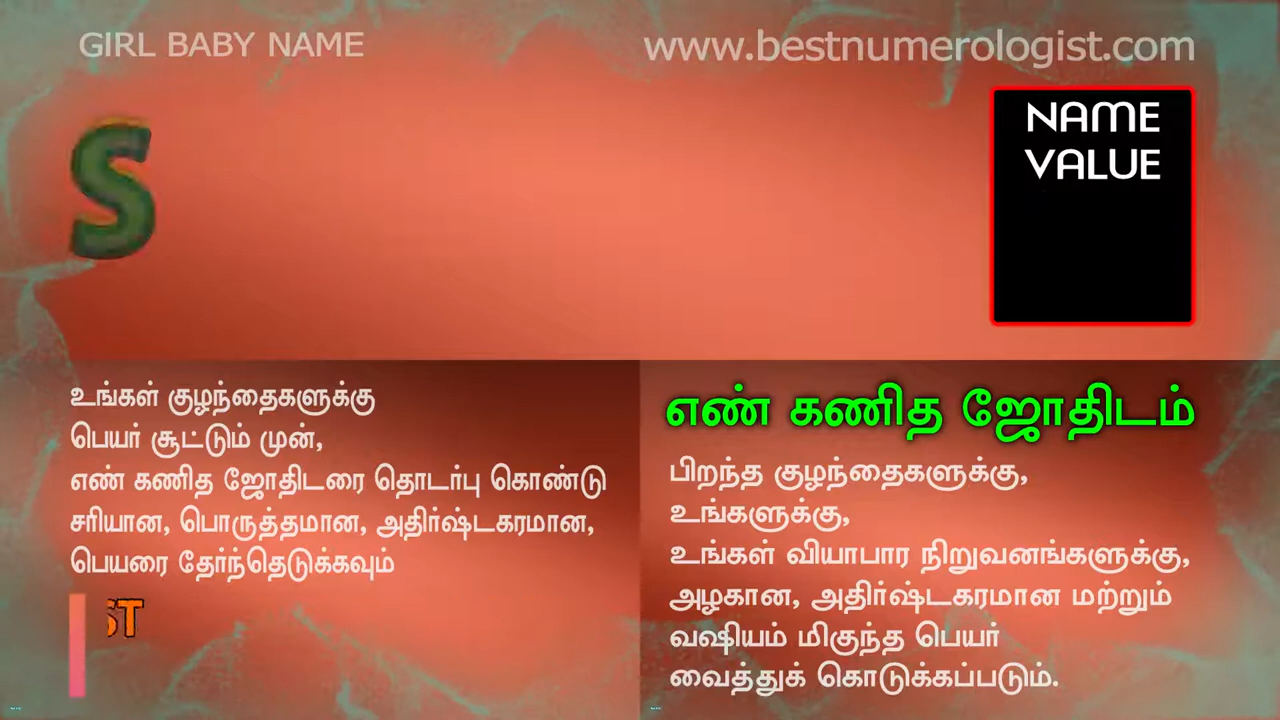 GIRL BABY NAME
www.bestnumerologist.com
S
NAME
VALUE
உங்கள் குழந்தைகளுக்கு
பெயர் சூட்டும் முன்,
எண் கணித ஜோதிடரை தொடர்பு கொண்டு
சரியான, பொருத்தமான, அதிர்ஷ்டகரமான,
பெயரை தேர்ந்தெடுக்கவும்
ST
எண் கணித ஜோதிடம்
பிறந்த குழந்தைகளுக்கு,
உங்களுக்கு,
உங்கள் வியாபார நிறுவனங்களுக்கு,
அழகான, அதிர்ஷ்டகரமான மற்றும்
வஷியம் மிகுந்த பெயர்
வைத்துக் கொடுக்கப்படும்.